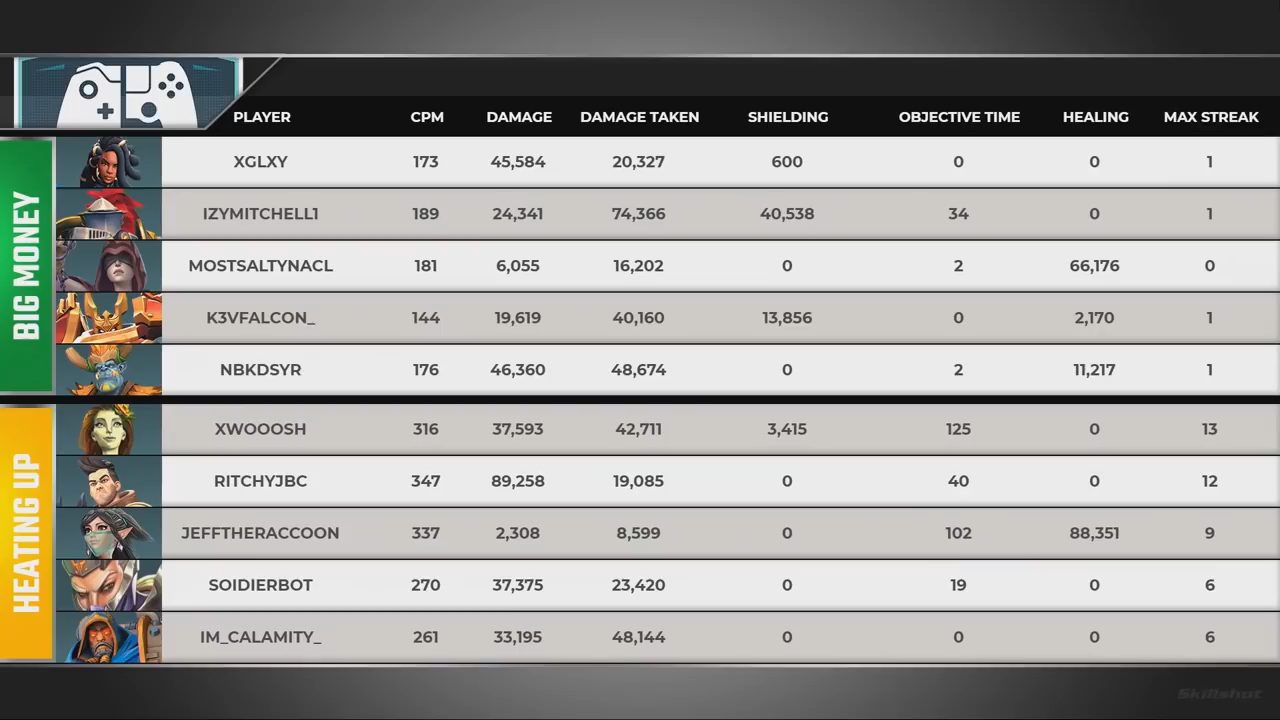 PLAYER CPM DAMAGE DAMAGE TAKEN SHIELDING OBJECTIVE TIME HEALING MAX STREAK
BIG MONEY
XGLXY 173 45,584 20,327 600 0 0 1
IZYMITCHELL1 189 24,341 74,366 40,538 34 0 1
MOSTSALTYNACL 181 6,055 16,202 0 2 66,176 0
K3VFALCON_ 144 19,619 40,160 13,856 0 2,170 1
NBKDSYR 176 46,360 48,674 0 2 11,217 1
HEATING UP
XWOOOSH 316 37,593 42,711 3,415 125 0 13
RITCHYJBC 347 89,258 19,085 0 40 0 12
JEFFTHERACCOON 337 2,308 8,599 0 102 88,351 9
SOIDIERBOT 270 37,375 23,420 0 19 0 6
IM_CALAMITY_ 261 33,195 48,144 0 0 0 6
Skillshot